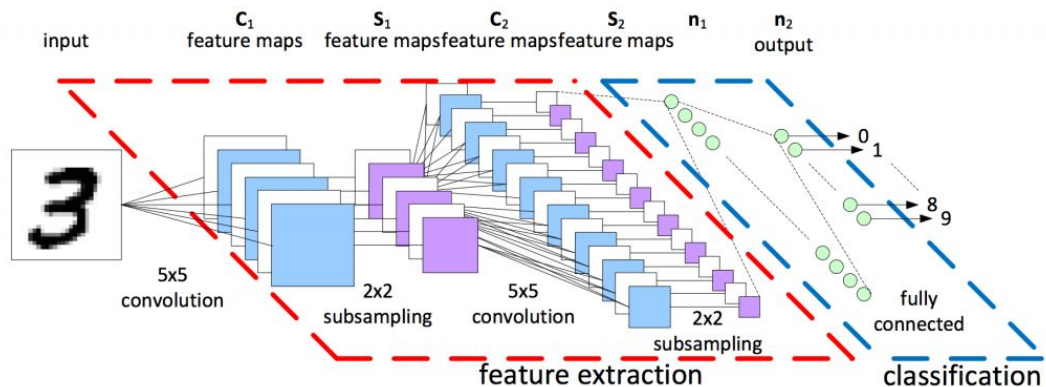 C1 S1 C2 S2 n1 n2
input feature maps feature maps feature maps feature maps output
0
1
3
8
9
5x5
convolution
2x2
subsampling
5x5
convolution
2x2
subsampling
fully
connected
feature extraction
classification